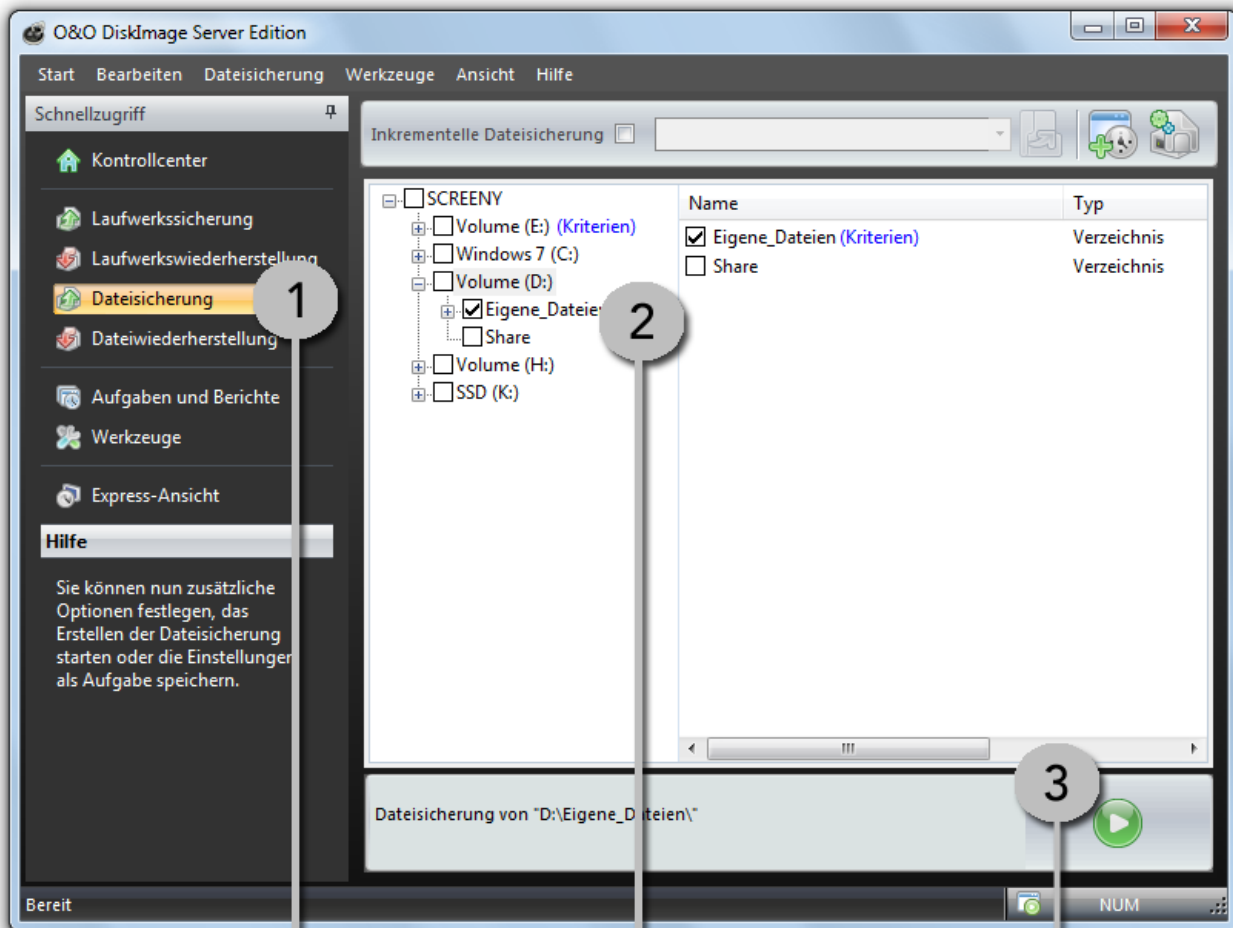 O&O DiskImage Server Edition
Start Bearbeiten Dateisicherung Werkzeuge Ansicht Hilfe
Schnellzugriff
Kontrollcenter
Laufwerkssicherung
Laufwerkswiederherstellung
Dateisicherung
Dateiwiederherstellung
Aufgaben und Berichte
Werkzeuge
Express-Ansicht
Hilfe
Sie können nun zusätzliche
Optionen festlegen, das
Erstellen der Dateisicherung
starten oder die Einstellungen
als Aufgabe speichern.
Inkrementelle Dateisicherung
SCREENY
Volume (E:) (Kriterien)
Windows 7 (C:)
Volume (D:)
Eigene_Dateien
Share
Volume (H:)
SSD (K:)
Name Typ
Eigene_Dateien (Kriterien) Verzeichnis
Share Verzeichnis
1
2
3
Dateisicherung von "D:\Eigene_Dateien\"
Bereit
NUM